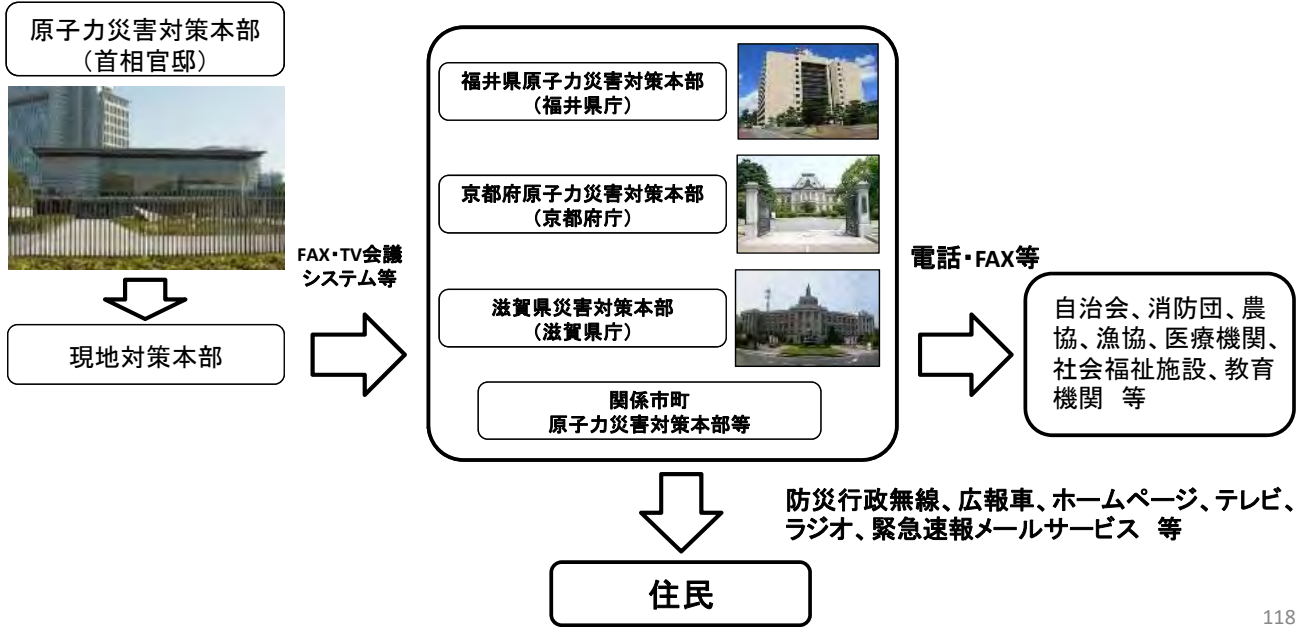 原子力災害対策本部
（首相官邸）
現地対策本部
FAX・TV会議
システム等
福井県原子力災害対策本部
（福井県庁）
京都府原子力災害対策本部
（京都府庁）
滋賀県災害対策本部
（滋賀県庁）
関係市町
原子力災害対策本部等
電話・FAX等
自治会、消防団、農
協、漁協、医療機関、
社会福祉施設、教育
機関　等
防災行政無線、広報車、ホームページ、テレビ、
ラジオ、緊急速報メールサービス　等
住民
118